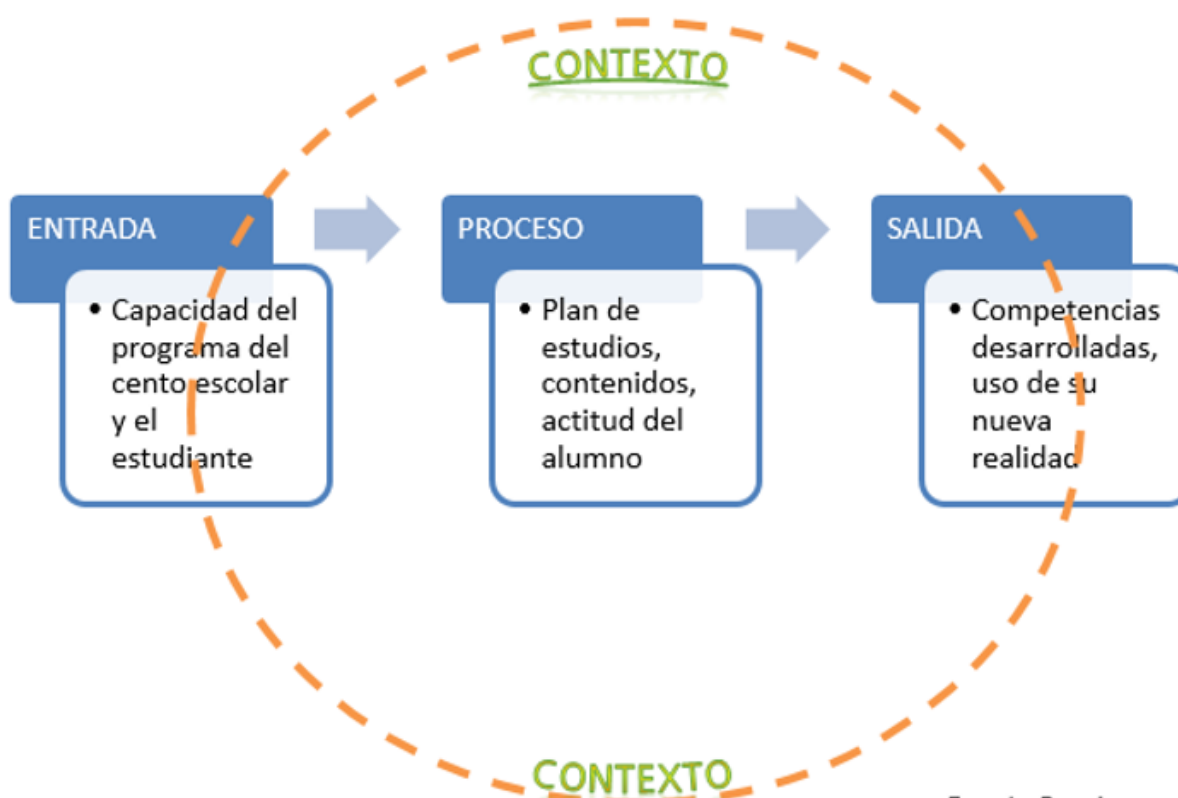 CONTEXTO
ENTRADA
• Capacidad del
programa del
cento escolar
y el
estudiante
PROCESO
• Plan de
estudios,
contenidos,
actitud del
alumno
SALIDA
• Competencias
desarrolladas,
uso de su
nueva
realidad
CONTEXTO